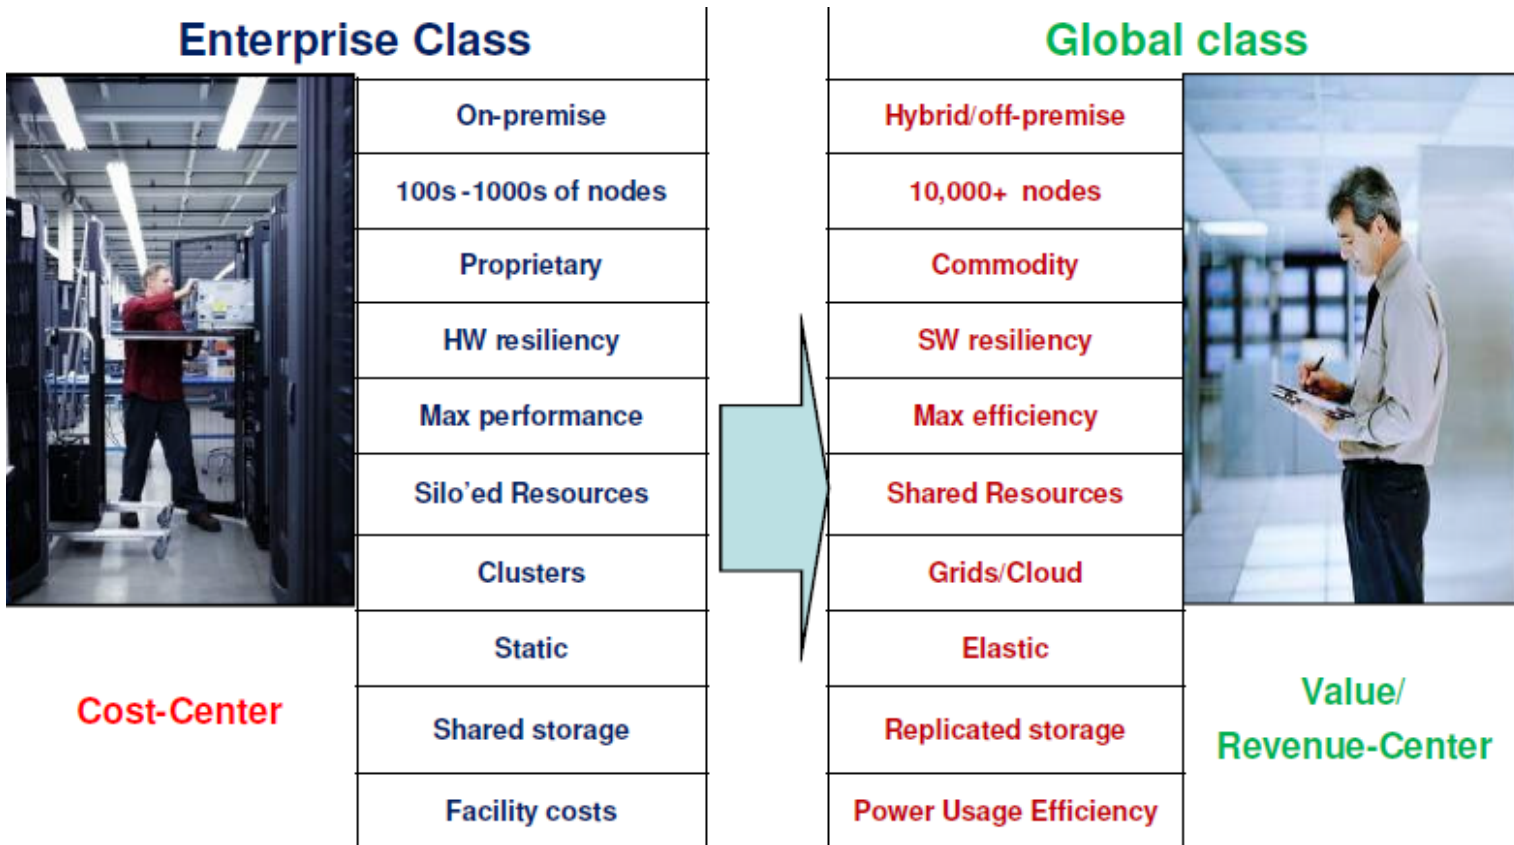 Enterprise Class
Global class
On-premise
Hybrid/off-premise
100s -1000s of nodes
10,000+ nodes
Proprietary
Commodity
HW resiliency
SW resiliency
Max performance
Max efficiency
Silo’ed Resources
Shared Resources
Clusters
Grids/Cloud
Static
Elastic
Cost-Center
Value/
Revenue-Center
Shared storage
Replicated storage
Facility costs
Power Usage Efficiency